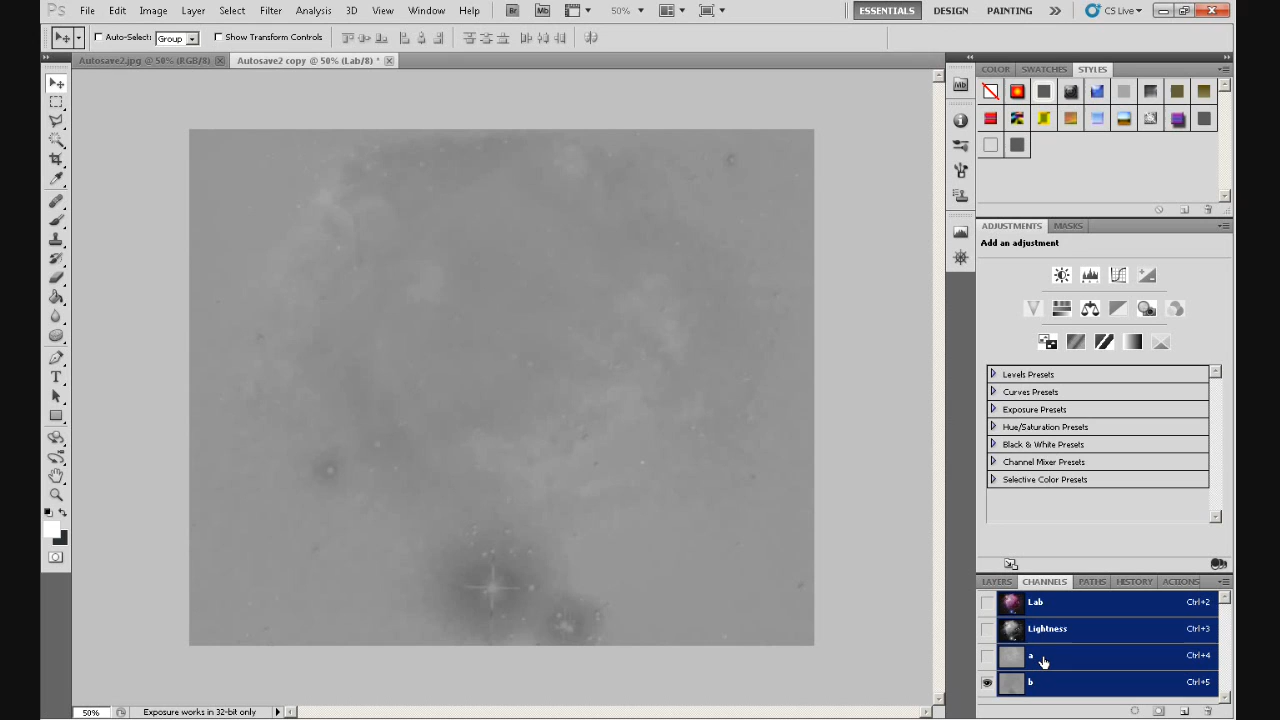 Ps File Edit Image Layer Select Filter Analysis 3D View Window Help Br Mb 50% ESSENTIALS DESIGN PAINTING CS Live
Auto-Select: Group Show Transform Controls
Autosave2.jpg @ 50% (RGB/8) Autosave2 copy @ 50% (Lab/8) *
COLOR SWATCHES STYLES
Mb
ADJUSTMENTS MASKS
Add an adjustment
Levels Presets
Curves Presets
Exposure Presets
Hue/Saturation Presets
Black & White Presets
Channel Mixer Presets
Selective Color Presets
LAYERS CHANNELS PATHS HISTORY ACTIONS
Lab Ctrl+2
Lightness Ctrl+3
a Ctrl+4
b Ctrl+5
50% Exposure works in 32-bit only